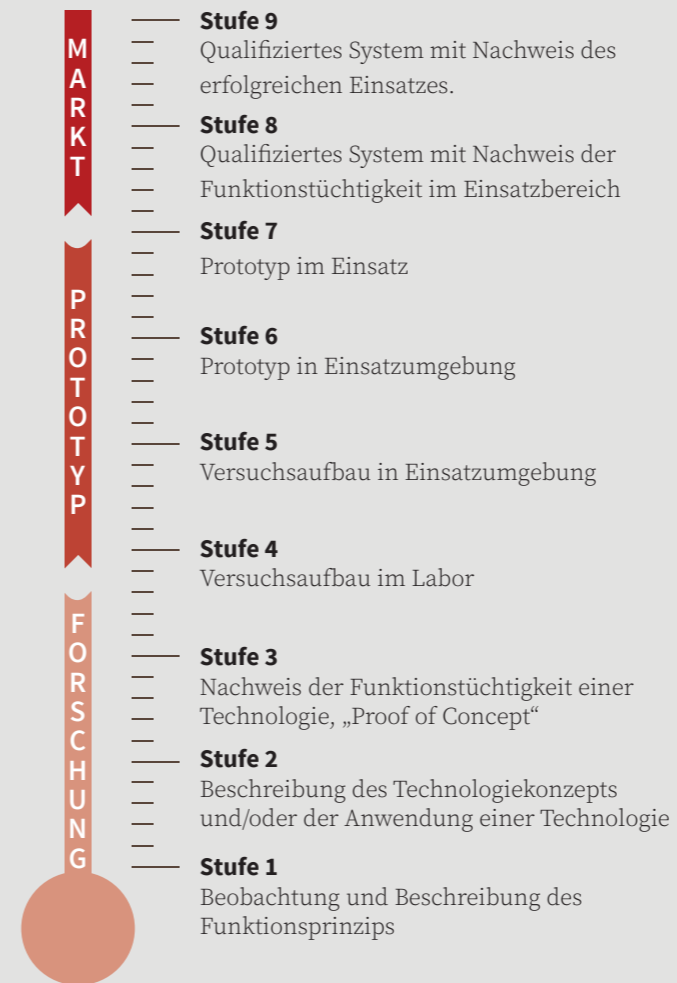 MARKT
Stufe 9
Qualifiziertes System mit Nachweis des
erfolgreichen Einsatzes.
Stufe 8
Qualifiziertes System mit Nachweis der
Funktionstüchtigkeit im Einsatzbereich
PROTOTYP
Stufe 7
Prototyp im Einsatz
Stufe 6
Prototyp in Einsatzumgebung
Stufe 5
Versuchsaufbau in Einsatzumgebung
Stufe 4
Versuchsaufbau im Labor
FORSCHUNG
Stufe 3
Nachweis der Funktionstüchtigkeit einer
Technologie, „Proof of Concept“
Stufe 2
Beschreibung des Technologiekonzepts
und/oder der Anwendung einer Technologie
Stufe 1
Beobachtung und Beschreibung des
Funktionsprinzips